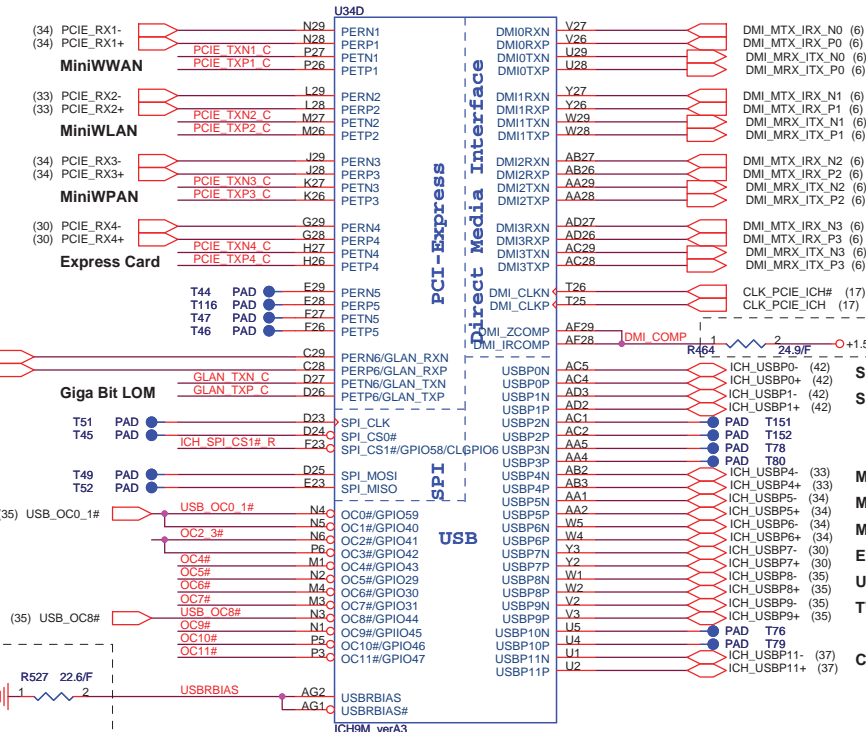 U34D
(34) PCIE_RX1- N29 PERN1 DMI0RXN V27 DMI_MTX_IRX_N0 (6)
(34) PCIE_RX1+ N28 PERP1 DMI0RXP V26 DMI_MTX_IRX_P0 (6)
PCIE_TXN1_C P27 PETN1 DMI0TXN U29 DMI_MRX_ITX_N0 (6)
MiniWWAN PCIE_TXP1_C P26 PETP1 DMI0TXP U28 DMI_MRX_ITX_P0 (6)
(33) PCIE_RX2- L29 PERN2 DMI1RXN Y27 DMI_MTX_IRX_N1 (6)
(33) PCIE_RX2+ L28 PERP2 DMI1RXP Y26 DMI_MTX_IRX_P1 (6)
PCIE_TXN2_C M27 PETN2 DMI1TXN W29 DMI_MRX_ITX_N1 (6)
MiniWLAN PCIE_TXP2_C M26 PETP2 DMI1TXP W28 DMI_MRX_ITX_P1 (6)
(34) PCIE_RX3- J29 PERN3 DMI2RXN AB27 DMI_MTX_IRX_N2 (6)
(34) PCIE_RX3+ J28 PERP3 DMI2RXP AB26 DMI_MTX_IRX_P2 (6)
PCIE_TXN3_C K27 PETN3 DMI2TXN AA29 DMI_MRX_ITX_N2 (6)
MiniWPAN PCIE_TXP3_C K26 PETP3 DMI2TXP AA28 DMI_MRX_ITX_P2 (6)
(30) PCIE_RX4- G29 PERN4 DMI3RXN AD27 DMI_MTX_IRX_N3 (6)
(30) PCIE_RX4+ G28 PERP4 DMI3RXP AD26 DMI_MTX_IRX_P3 (6)
PCIE_TXN4_C H27 PETN4 DMI3TXN AC29 DMI_MRX_ITX_N3 (6)
Express Card PCIE_TXP4_C H26 PETP4 DMI3TXP AC28 DMI_MRX_ITX_P3 (6)
PCI-Express
Direct Media Interface
T44 PAD E29 PERN5 DMI_CLKN T26 CLK_PCIE_ICH# (17)
T116 PAD E28 PERP5 DMI_CLKP T25 CLK_PCIE_ICH (17)
T47 PAD F27 PETN5
T46 PAD F26 PETP5 DMI_ZCOMP AF29
DMI_IRCOMP AF28 DMI_COMP R464 1 2 24.9/F +1.5
C29 PERN6/GLAN_RXN USBP0N AC5 ICH_USBP0- (42) S
C28 PERP6/GLAN_RXP USBP0P AC4 ICH_USBP0+ (42)
GLAN_TXN_C D27 PETN6/GLAN_TXN USBP1N AD3 ICH_USBP1- (42) S
Giga Bit LOM GLAN_TXP_C D26 PETP6/GLAN_TXP USBP1P AD2 ICH_USBP1+ (42)
T51 PAD D23 SPI_CLK USBP2N AC1 PAD T151
T45 PAD D24 SPI_CS0# USBP2P AC2 PAD T152
ICH_SPI_CS1#_R F23 SPI_CS1#/GPIO58/CLGPIO6 USBP3N AA5 PAD T78
USBP3P AA4 PAD T80
T49 PAD D25 SPI_MOSI USBP4N AB2 ICH_USBP4- (33) M
T52 PAD E23 SPI_MISO USBP4P AB3 ICH_USBP4+ (33)
SPI
USBP5N AA1 ICH_USBP5- (34) M
(35) USB_OC0_1# USB_OC0_1# N4 OC0#/GPIO59 USBP5P AA2 ICH_USBP5+ (34)
N5 OC1#/GPIO40 USBP6N W5 ICH_USBP6- (34) M
OC2_3# N6 OC2#/GPIO41 USBP6P W4 ICH_USBP6+ (34)
USB
P6 OC3#/GPIO42 USBP7N Y3 ICH_USBP7- (30) E
OC4# M1 OC4#/GPIO43 USBP7P Y2 ICH_USBP7+ (30)
OC5# N2 OC5#/GPIO29 USBP8N W1 ICH_USBP8- (35) U
OC6# M4 OC6#/GPIO30 USBP8P W2 ICH_USBP8+ (35)
OC7# M3 OC7#/GPIO31 USBP9N V2 ICH_USBP9- (35)
(35) USB_OC8# USB_OC8# N3 OC8#/GPIO44 USBP9P V3 ICH_USBP9+ (35)
OC9# N1 OC9#/GPIO45 USBP10N U5 PAD T76
OC10# P5 OC10#/GPIO46 USBP10P U4 PAD T79
OC11# P3 OC11#/GPIO47 USBP11N U1 ICH_USBP11- (37) C
USBP11P U2 ICH_USBP11+ (37)
R527 22.6/F
1 2 USBRBIAS AG2 USBRBIAS
AG1 USBRBIAS#
ICH9M_verA3